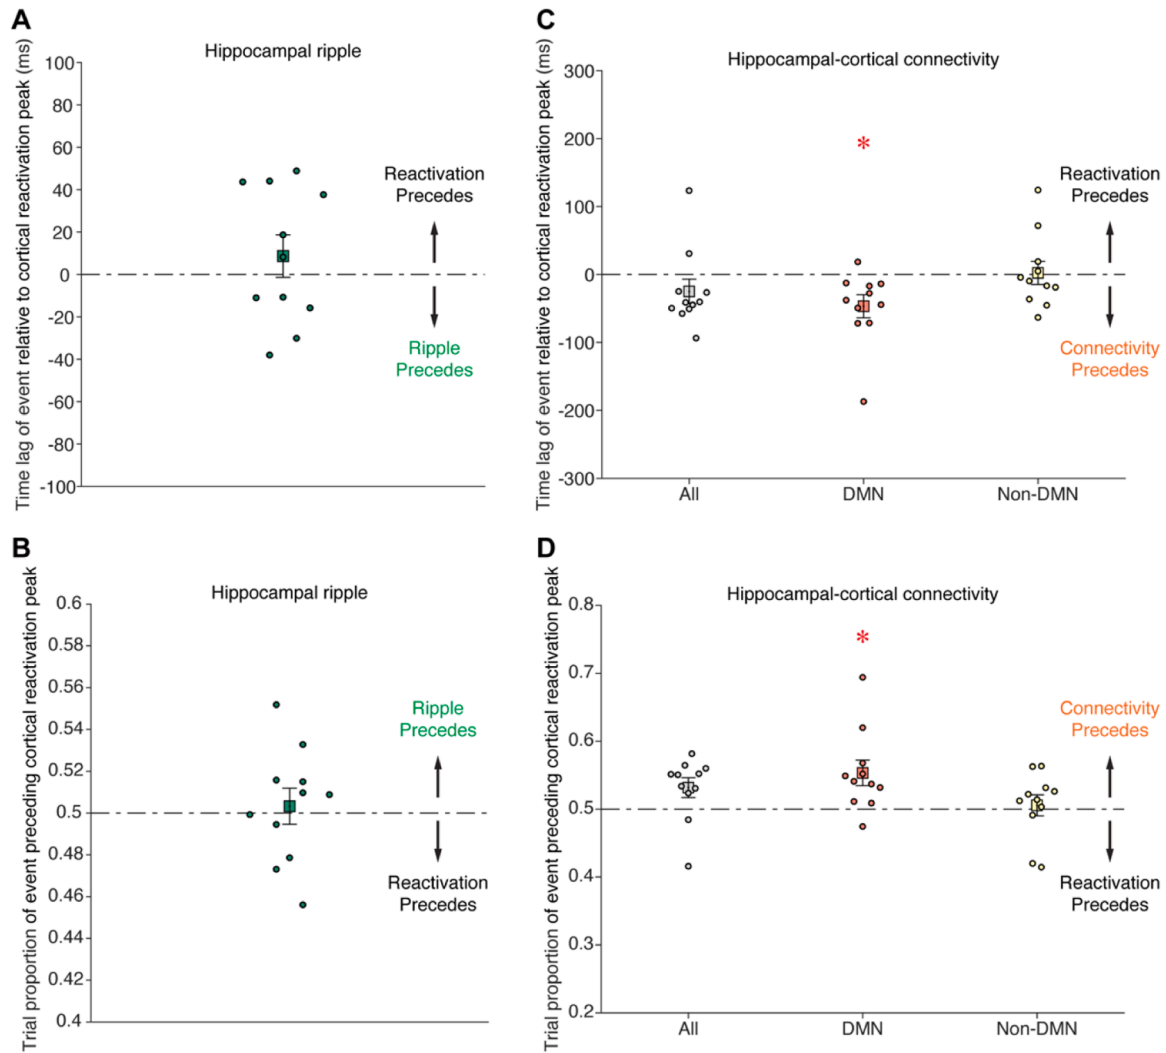 A
Hippocampal ripple
Time lag of event relative to cortical reactivation peak (ms)
100
80
60
40
20
0
-20
-40
-60
-80
-100
Reactivation
Precedes
Ripple
Precedes
C
Hippocampal-cortical connectivity
Time lag of event relative to cortical reactivation peak (ms)
300
200
100
0
-100
-200
-300
*
Reactivation
Precedes
Connectivity
Precedes
All
DMN
Non-DMN
B
Hippocampal ripple
Trial proportion of event preceding cortical reactivation peak
0.6
0.58
0.56
0.54
0.52
0.5
0.48
0.46
0.44
0.42
0.4
Ripple
Precedes
Reactivation
Precedes
D
Hippocampal-cortical connectivity
Trial proportion of event preceding cortical reactivation peak
0.8
0.7
0.6
0.5
0.4
0.3
0.2
*
Connectivity
Precedes
Reactivation
Precedes
All
DMN
Non-DMN